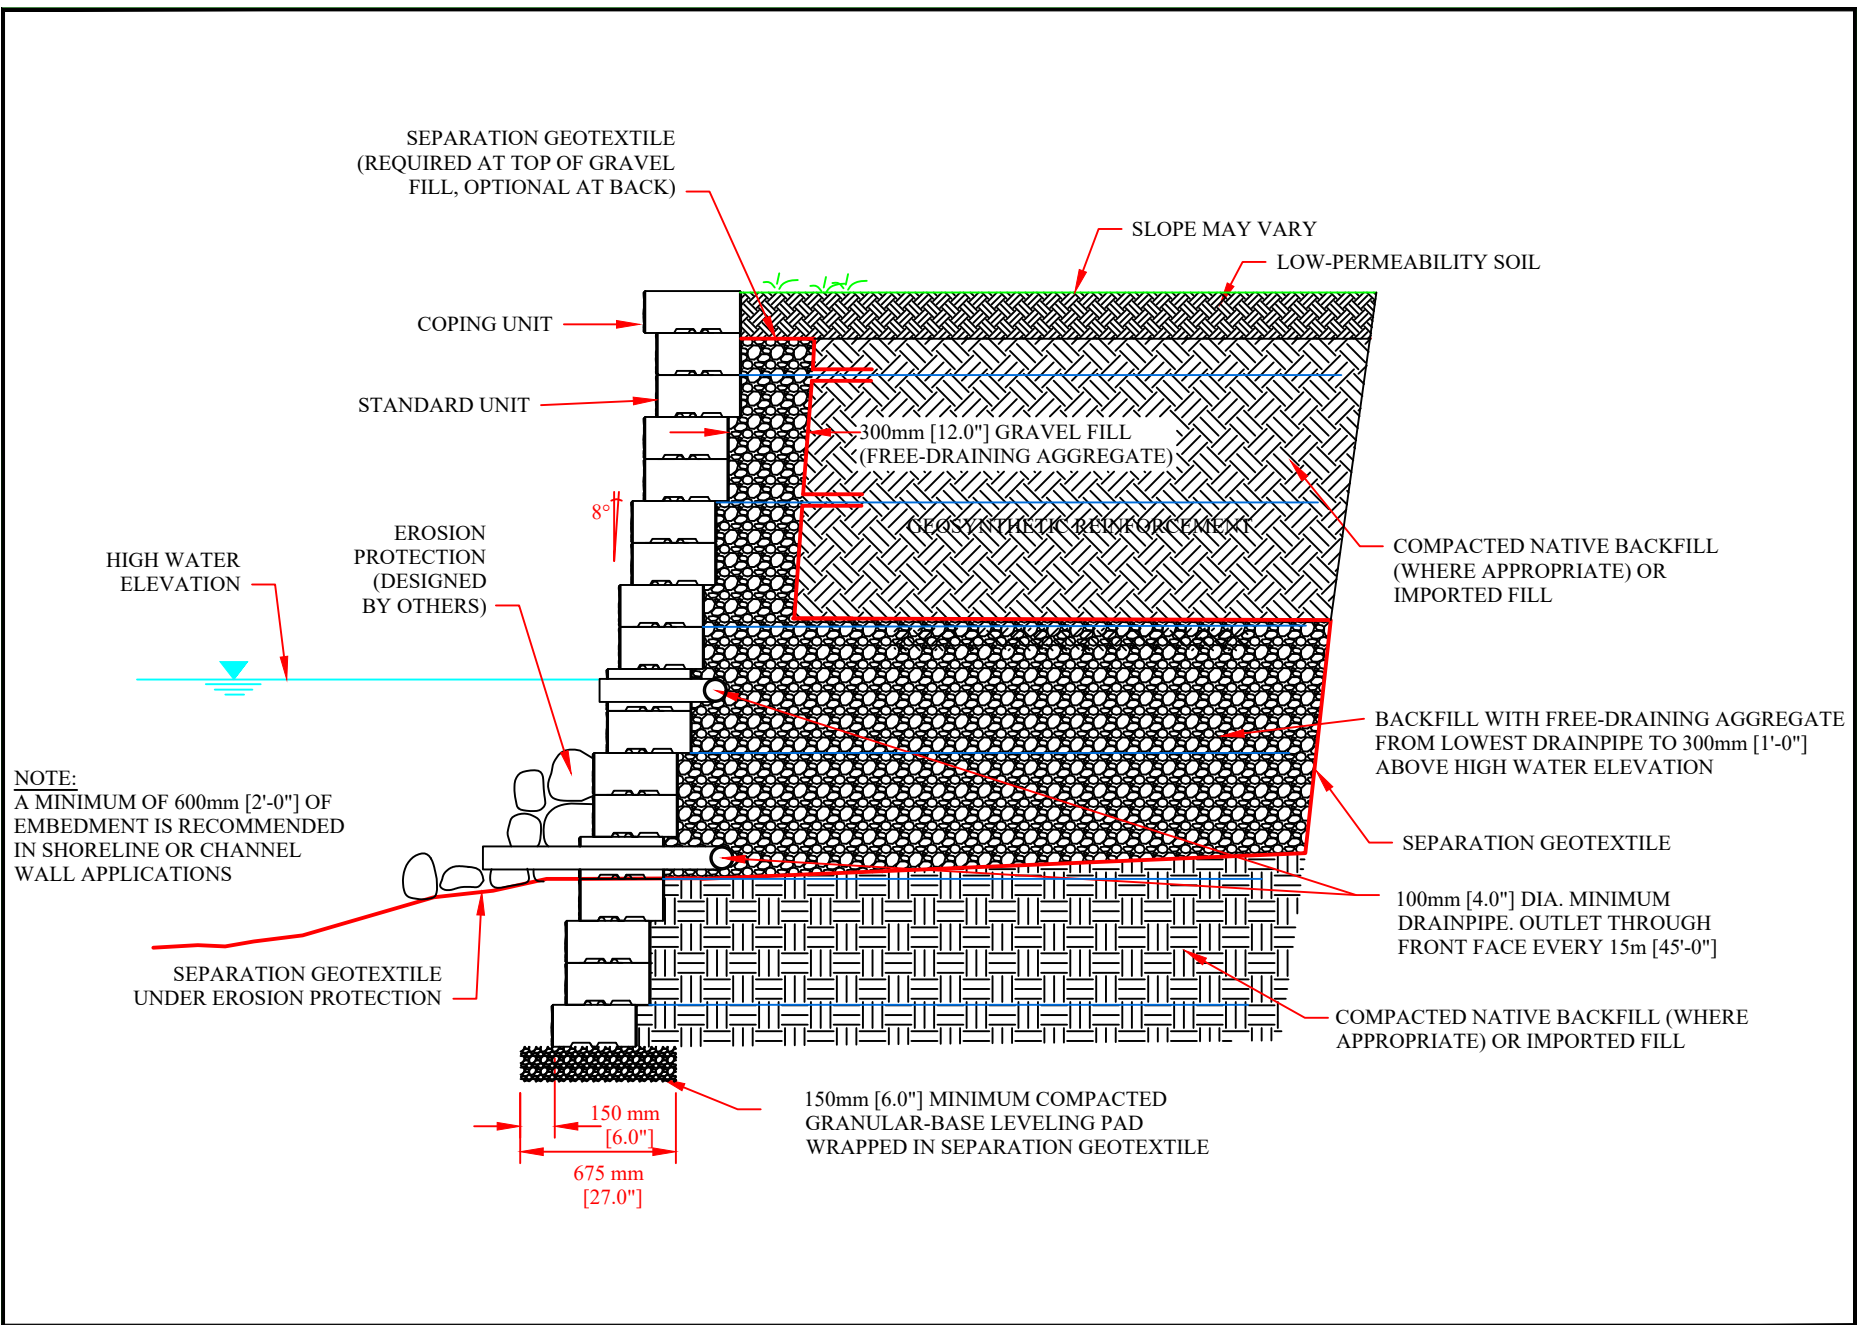 SEPARATION GEOTEXTILE
(REQUIRED AT TOP OF GRAVEL
FILL, OPTIONAL AT BACK)
SLOPE MAY VARY
LOW-PERMEABILITY SOIL
COPING UNIT
STANDARD UNIT
300mm [12.0"] GRAVEL FILL
(FREE-DRAINING AGGREGATE)
8°
GEOSYNTHETIC REINFORCEMENT
EROSION
PROTECTION
(DESIGNED
BY OTHERS)
HIGH WATER
ELEVATION
COMPACTED NATIVE BACKFILL
(WHERE APPROPRIATE) OR
IMPORTED FILL
BACKFILL WITH FREE-DRAINING AGGREGATE
FROM LOWEST DRAINPIPE TO 300mm [1'-0"]
ABOVE HIGH WATER ELEVATION
NOTE:
A MINIMUM OF 600mm [2'-0"] OF
EMBEDMENT IS RECOMMENDED
IN SHORELINE OR CHANNEL
WALL APPLICATIONS
SEPARATION GEOTEXTILE
100mm [4.0"] DIA. MINIMUM
DRAINPIPE. OUTLET THROUGH
FRONT FACE EVERY 15m [45'-0"]
SEPARATION GEOTEXTILE
UNDER EROSION PROTECTION
COMPACTED NATIVE BACKFILL (WHERE
APPROPRIATE) OR IMPORTED FILL
150mm [6.0"] MINIMUM COMPACTED
GRANULAR-BASE LEVELING PAD
WRAPPED IN SEPARATION GEOTEXTILE
150 mm
[6.0"]
675 mm
[27.0"]